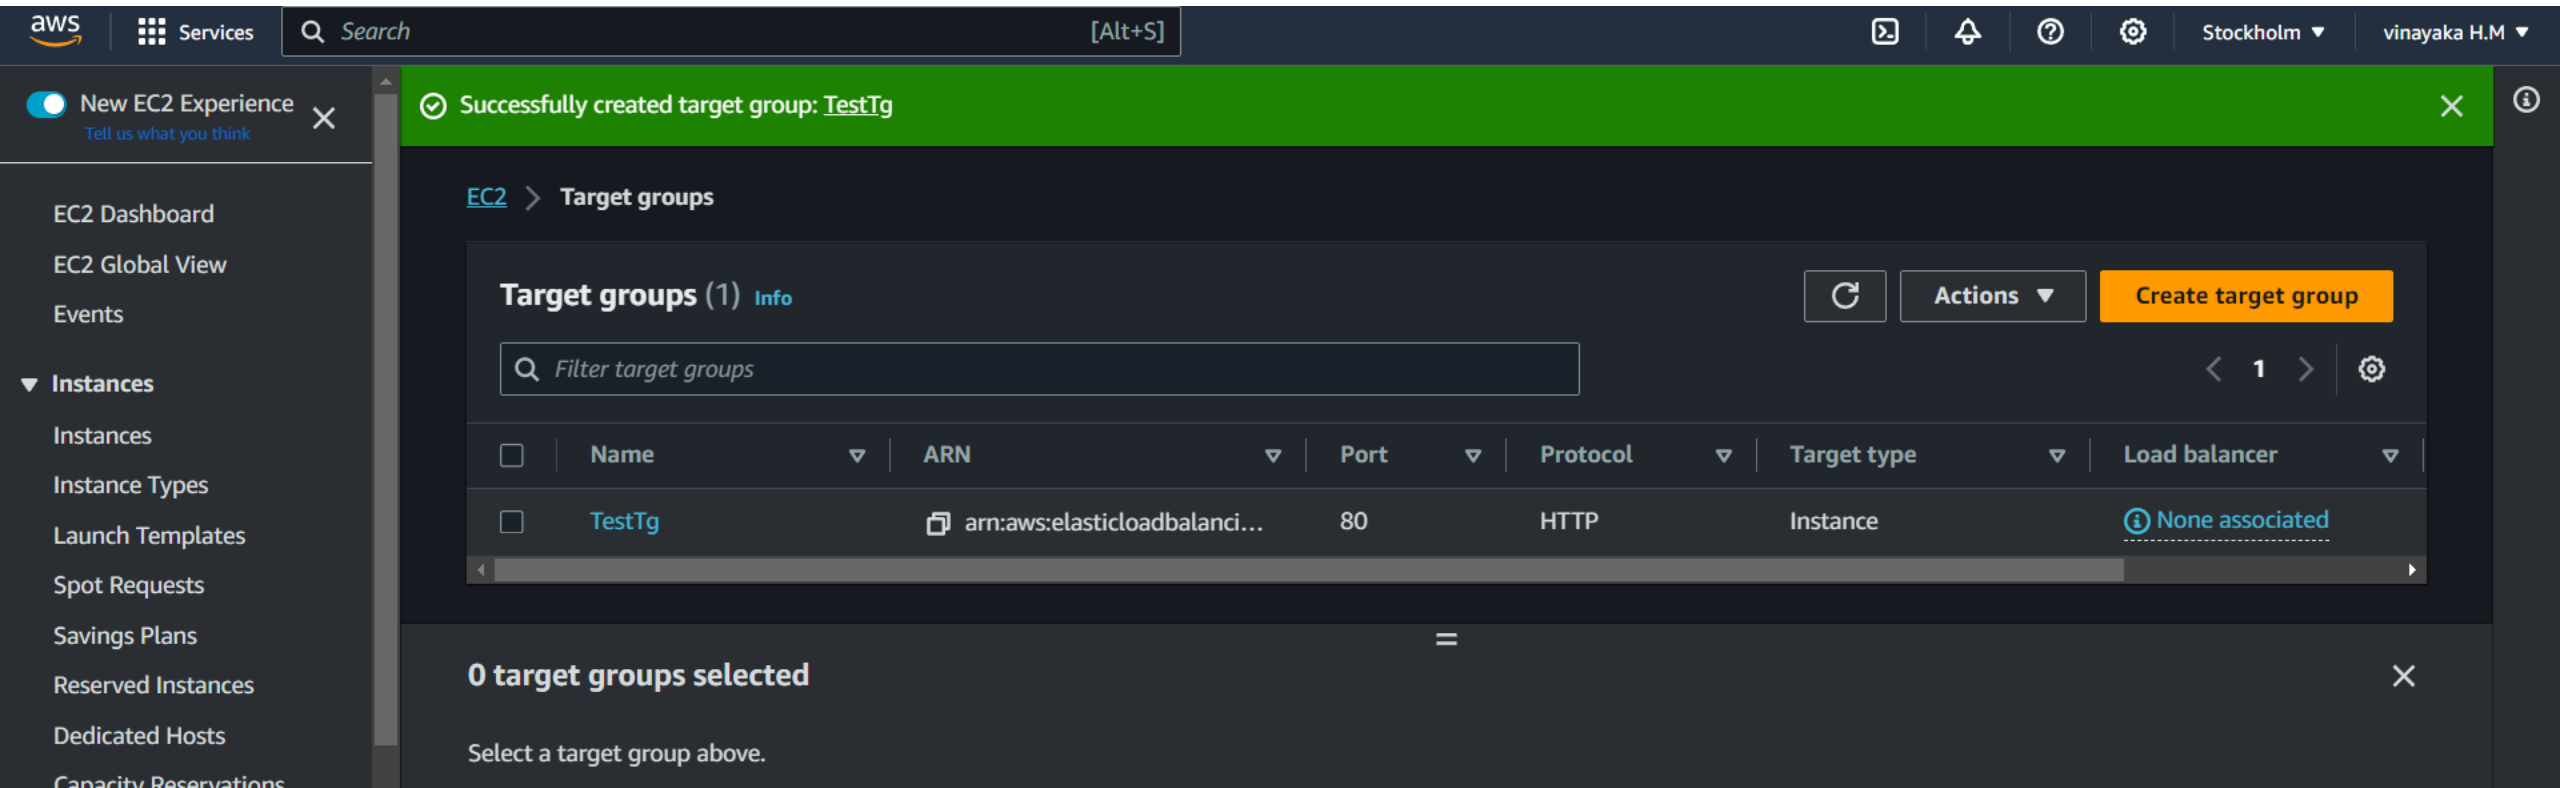 aws
Services
Search
[Alt+S]
Stockholm
vinayaka H.M
New EC2 Experience
Tell us what you think
Successfully created target group: TestTg
EC2 Dashboard
EC2 Global View
Events
Instances
Instances
Instance Types
Launch Templates
Spot Requests
Savings Plans
Reserved Instances
Dedicated Hosts
Capacity Reservations
EC2 > Target groups
Target groups (1) Info
Actions
Create target group
Filter target groups
1
Name ARN Port Protocol Target type Load balancer
TestTg arn:aws:elasticloadbalanci... 80 HTTP Instance None associated
0 target groups selected
Select a target group above.